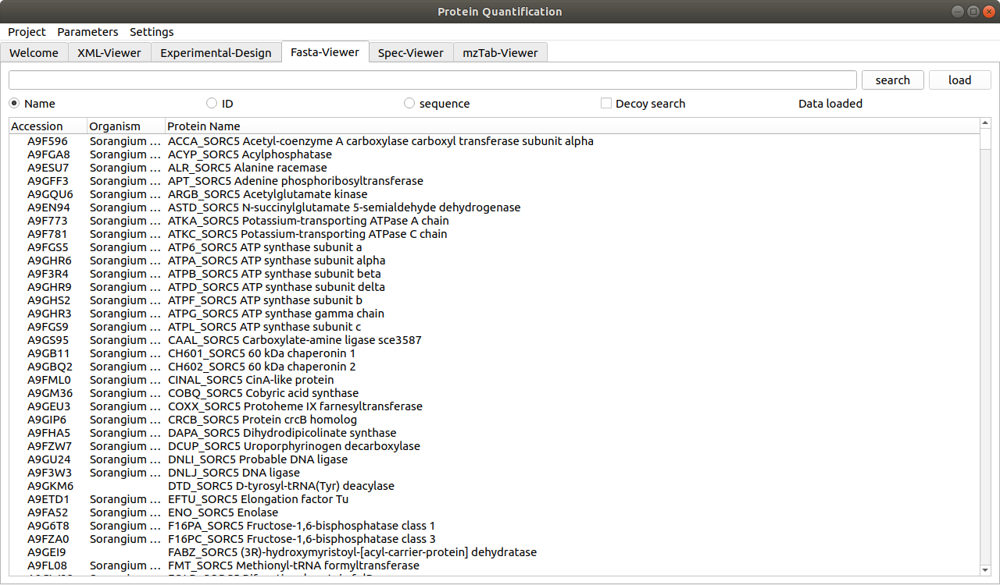 Protein Quantification
Project Parameters Settings
Welcome XML-Viewer Experimental-Design Fasta-Viewer Spec-Viewer mzTab-Viewer
search load
Name ID sequence Decoy search Data loaded
Accession Organism Protein Name
A9F596 Sorangium ... ACCA_SORC5 Acetyl-coenzyme A carboxylase carboxyl transferase subunit alpha
A9FGA8 Sorangium ... ACYP_SORC5 Acylphosphatase
A9ESU7 Sorangium ... ALR_SORC5 Alanine racemase
A9GFF3 Sorangium ... APT_SORC5 Adenine phosphoribosyltransferase
A9GQU6 Sorangium ... ARGB_SORC5 Acetylglutamate kinase
A9EN94 Sorangium ... ASTD_SORC5 N-succinylglutamate 5-semialdehyde dehydrogenase
A9F773 Sorangium ... ATKA_SORC5 Potassium-transporting ATPase A chain
A9F781 Sorangium ... ATKC_SORC5 Potassium-transporting ATPase C chain
A9FGS5 Sorangium ... ATP6_SORC5 ATP synthase subunit a
A9GHR6 Sorangium ... ATPA_SORC5 ATP synthase subunit alpha
A9F3R4 Sorangium ... ATPB_SORC5 ATP synthase subunit beta
A9GHR9 Sorangium ... ATPD_SORC5 ATP synthase subunit delta
A9GHS2 Sorangium ... ATPF_SORC5 ATP synthase subunit b
A9GHR3 Sorangium ... ATPG_SORC5 ATP synthase gamma chain
A9FGS9 Sorangium ... ATPL_SORC5 ATP synthase subunit c
A9GS95 Sorangium ... CAAL_SORC5 Carboxylate-amine ligase sce3587
A9GB11 Sorangium ... CH601_SORC5 60 kDa chaperonin 1
A9GBQ2 Sorangium ... CH602_SORC5 60 kDa chaperonin 2
A9FML0 Sorangium ... CINAL_SORC5 CinA-like protein
A9GM36 Sorangium ... COBQ_SORC5 Cobyric acid synthase
A9GEU3 Sorangium ... COXX_SORC5 Protoheme IX farnesyltransferase
A9GIP6 Sorangium ... CRCB_SORC5 Protein crcB homolog
A9FHA5 Sorangium ... DAPA_SORC5 Dihydrodipicolinate synthase
A9FZW7 Sorangium ... DCUP_SORC5 Uroporphyrinogen decarboxylase
A9GU24 Sorangium ... DNLI_SORC5 Probable DNA ligase
A9F3W3 Sorangium ... DNLJ_SORC5 DNA ligase
A9GKM6 DTD_SORC5 D-tyrosyl-tRNA(Tyr) deacylase
A9ETD1 Sorangium ... EFTU_SORC5 Elongation factor Tu
A9FA52 Sorangium ... ENO_SORC5 Enolase
A9G6T8 Sorangium ... F16PA_SORC5 Fructose-1,6-bisphosphatase class 1
A9FZA0 Sorangium ... F16PC_SORC5 Fructose-1,6-bisphosphatase class 3
A9GEI9 FABZ_SORC5 (3R)-hydroxymyristoyl-[acyl-carrier-protein] dehydratase
A9FL08 Sorangium ... FMT_SORC5 Methionyl-tRNA formyltransferase